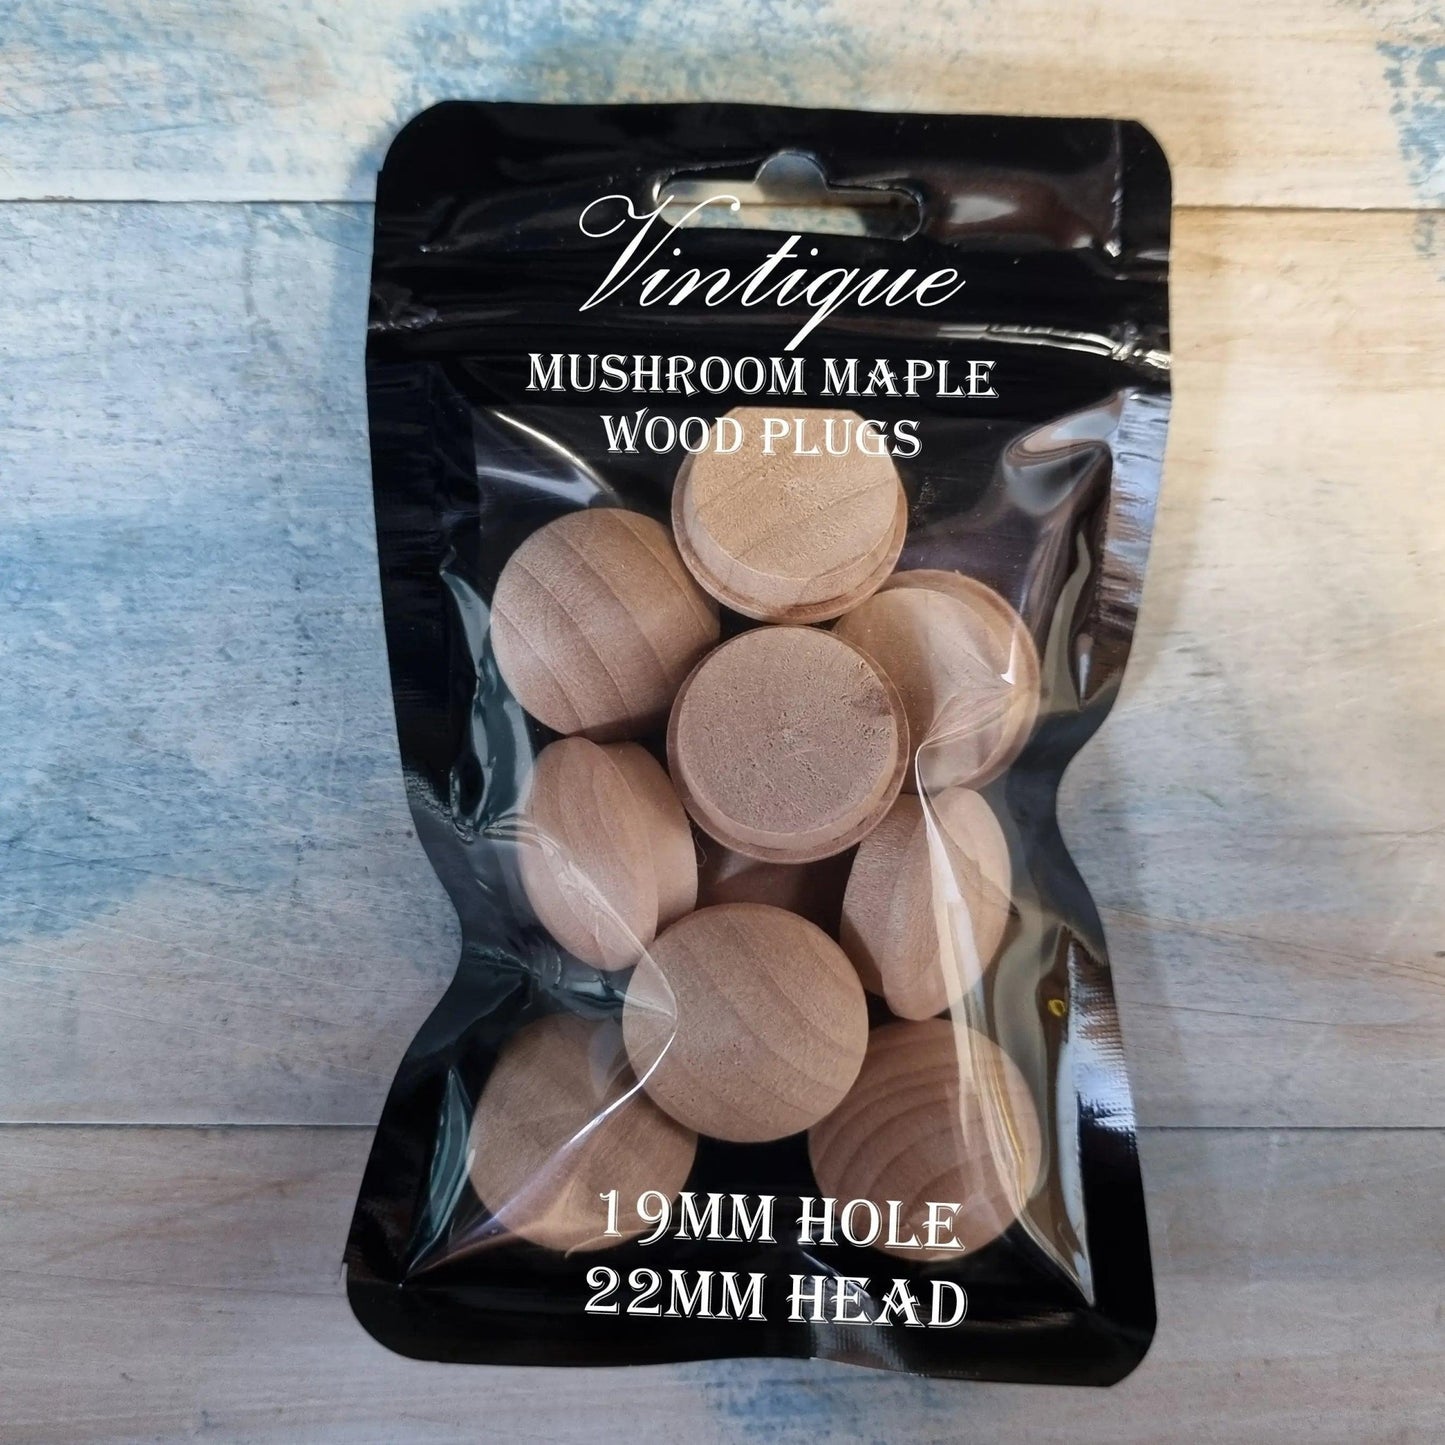 Vintique
MUSHROOM MAPLE
WOOD PLUGS
19MM HOLE
22MM HEAD